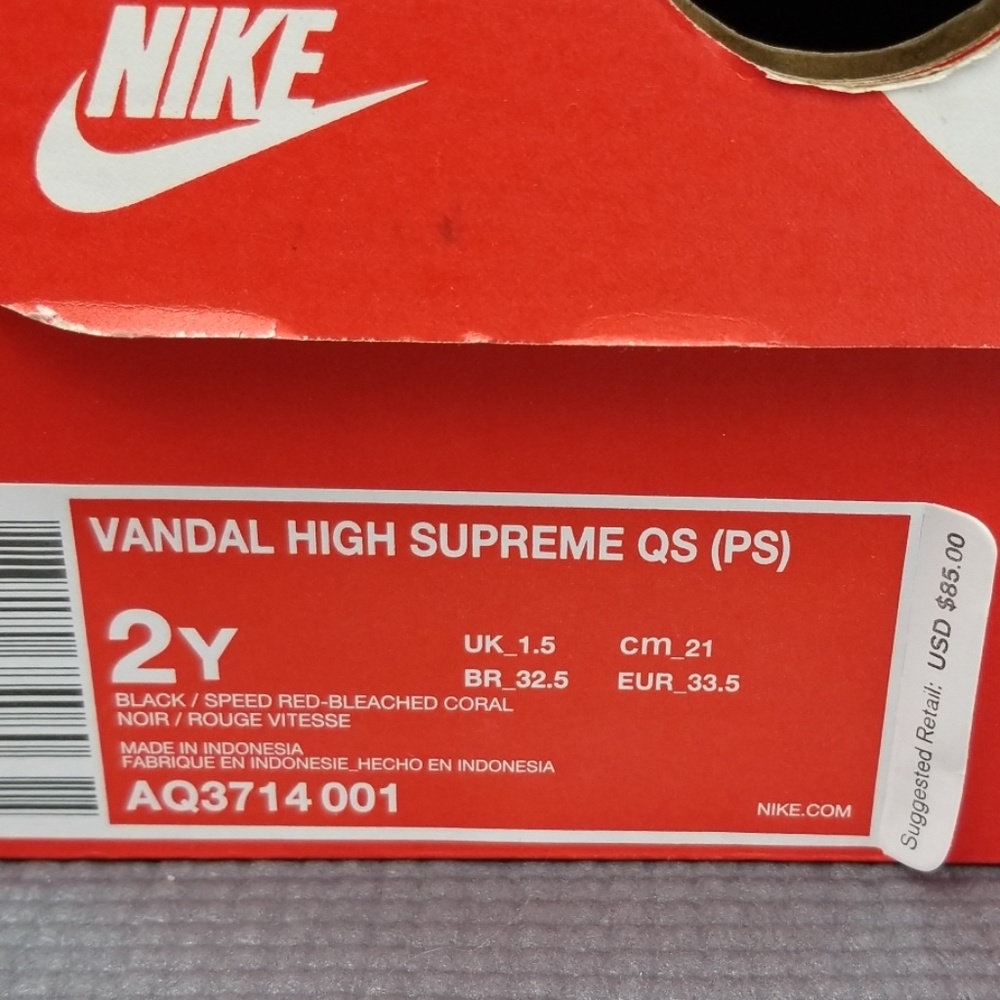 NIKE
VANDAL HIGH SUPREME QS (PS)
2Y
UK_1.5 cm_21
BR_32.5 EUR_33.5
BLACK / SPEED RED-BLEACHED CORAL
NOIR / ROUGE VITESSE
MADE IN INDONESIA
FABRIQUE EN INDONESIE_HECHO EN INDONESIA
AQ3714 001
NIKE.COM
Suggested Retail: USD $85.00